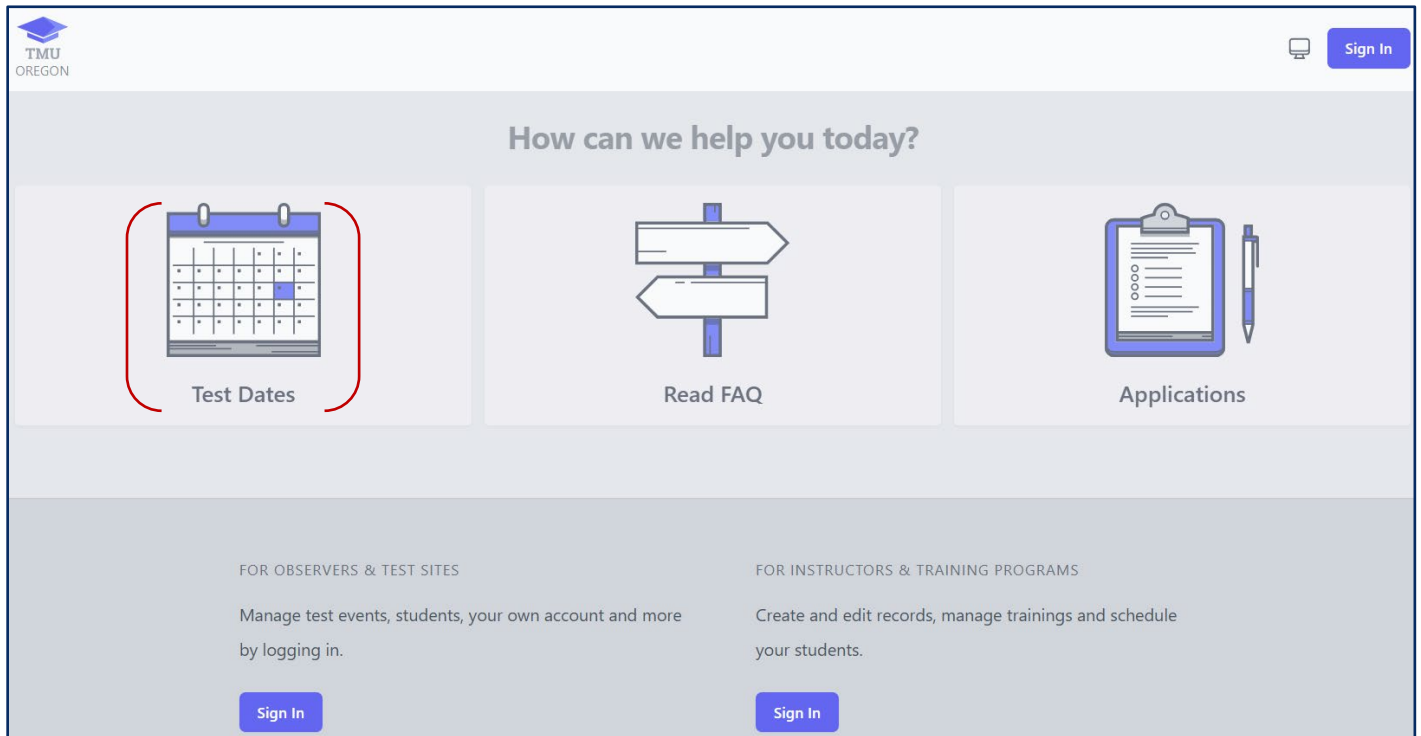 TMU
OREGON
Sign In
How can we help you today?
Test Dates
Read FAQ
Applications
FOR OBSERVERS & TEST SITES
Manage test events, students, your own account and more
by logging in.
Sign In
FOR INSTRUCTORS & TRAINING PROGRAMS
Create and edit records, manage trainings and schedule
your students.
Sign In